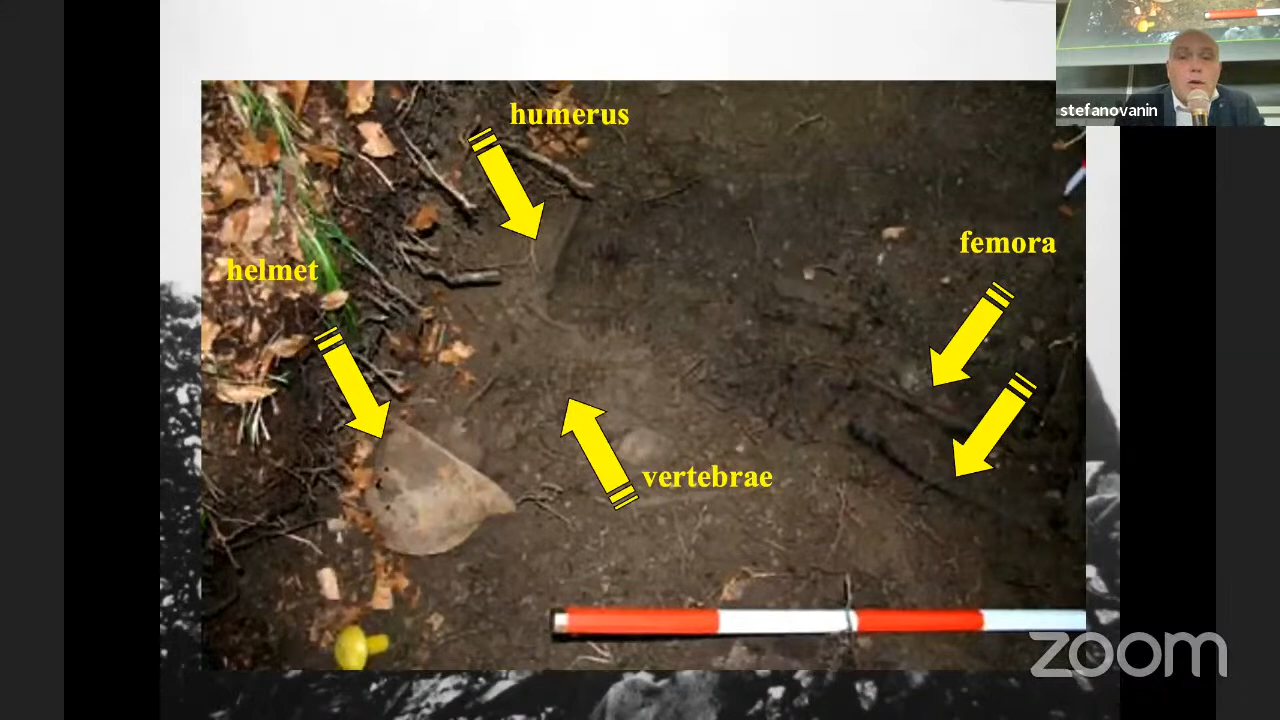 humerus
stefanovanin
femora
helmet
vertebrae
zoom